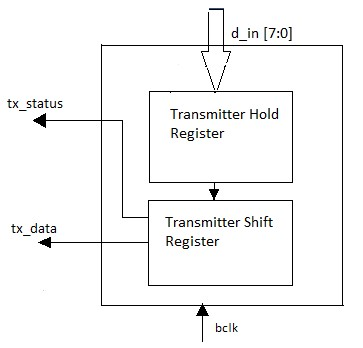 d_in [7:0]
tx_status
Transmitter Hold
Register
Transmitter Shift
Register
tx_data
bclk